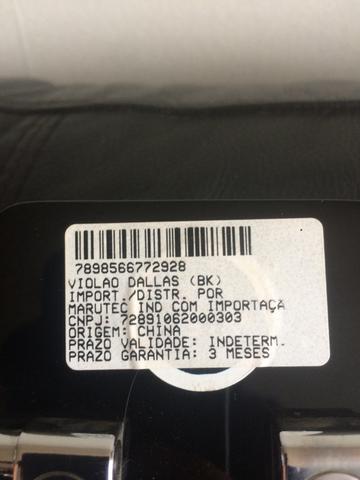 7898566772928
VIOLAO DALLAS (BK)
IMPORT./DISTR. POR
MARUTEC IND COM IMPORTAÇA
CNPJ: 72891062000303
ORIGEM: CHINA
PRAZO VALIDADE: INDETERM.
PRAZO GARANTIA: 3 MESES